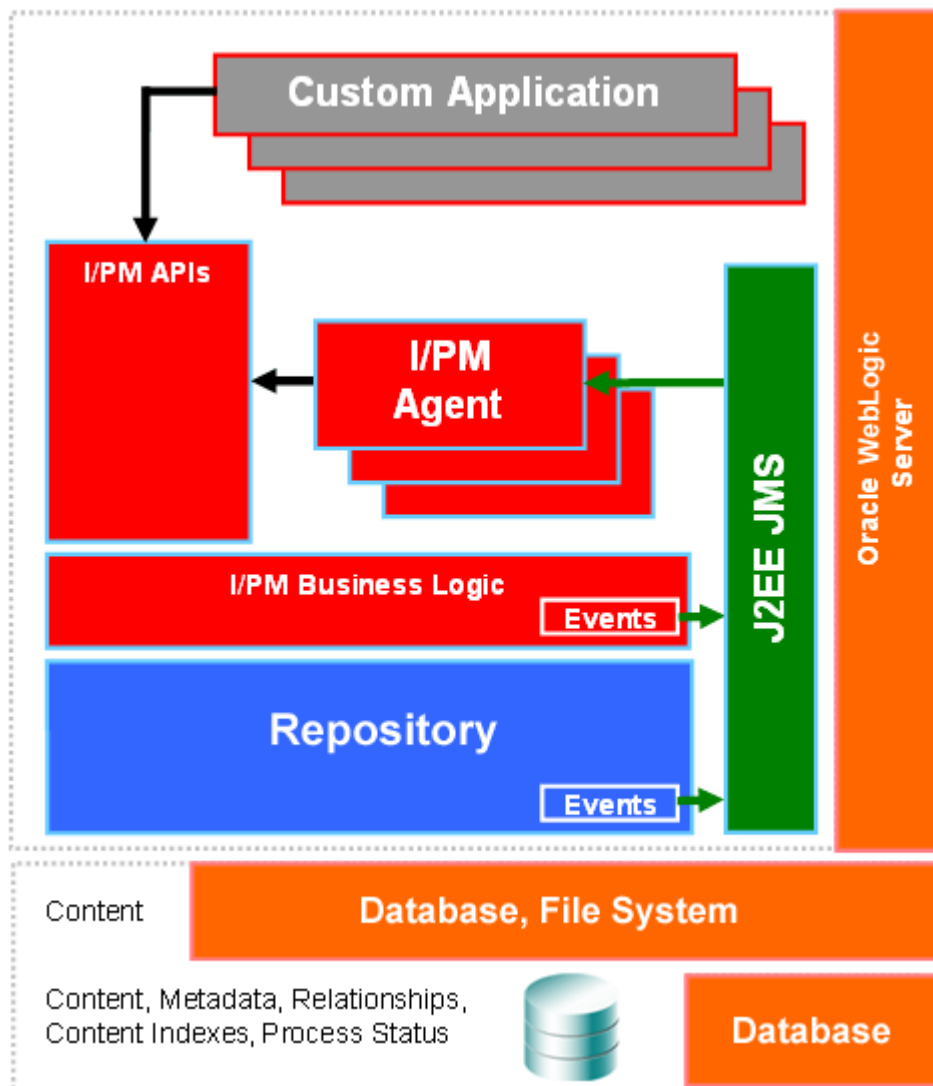 Custom Application
I/PM APIs
I/PM
Agent
J2EE JMS
Oracle WebLogic
Server
I/PM Business Logic
Events
Repository
Events
Content
Database, File System
Content, Metadata, Relationships,
Content Indexes, Process Status
Database